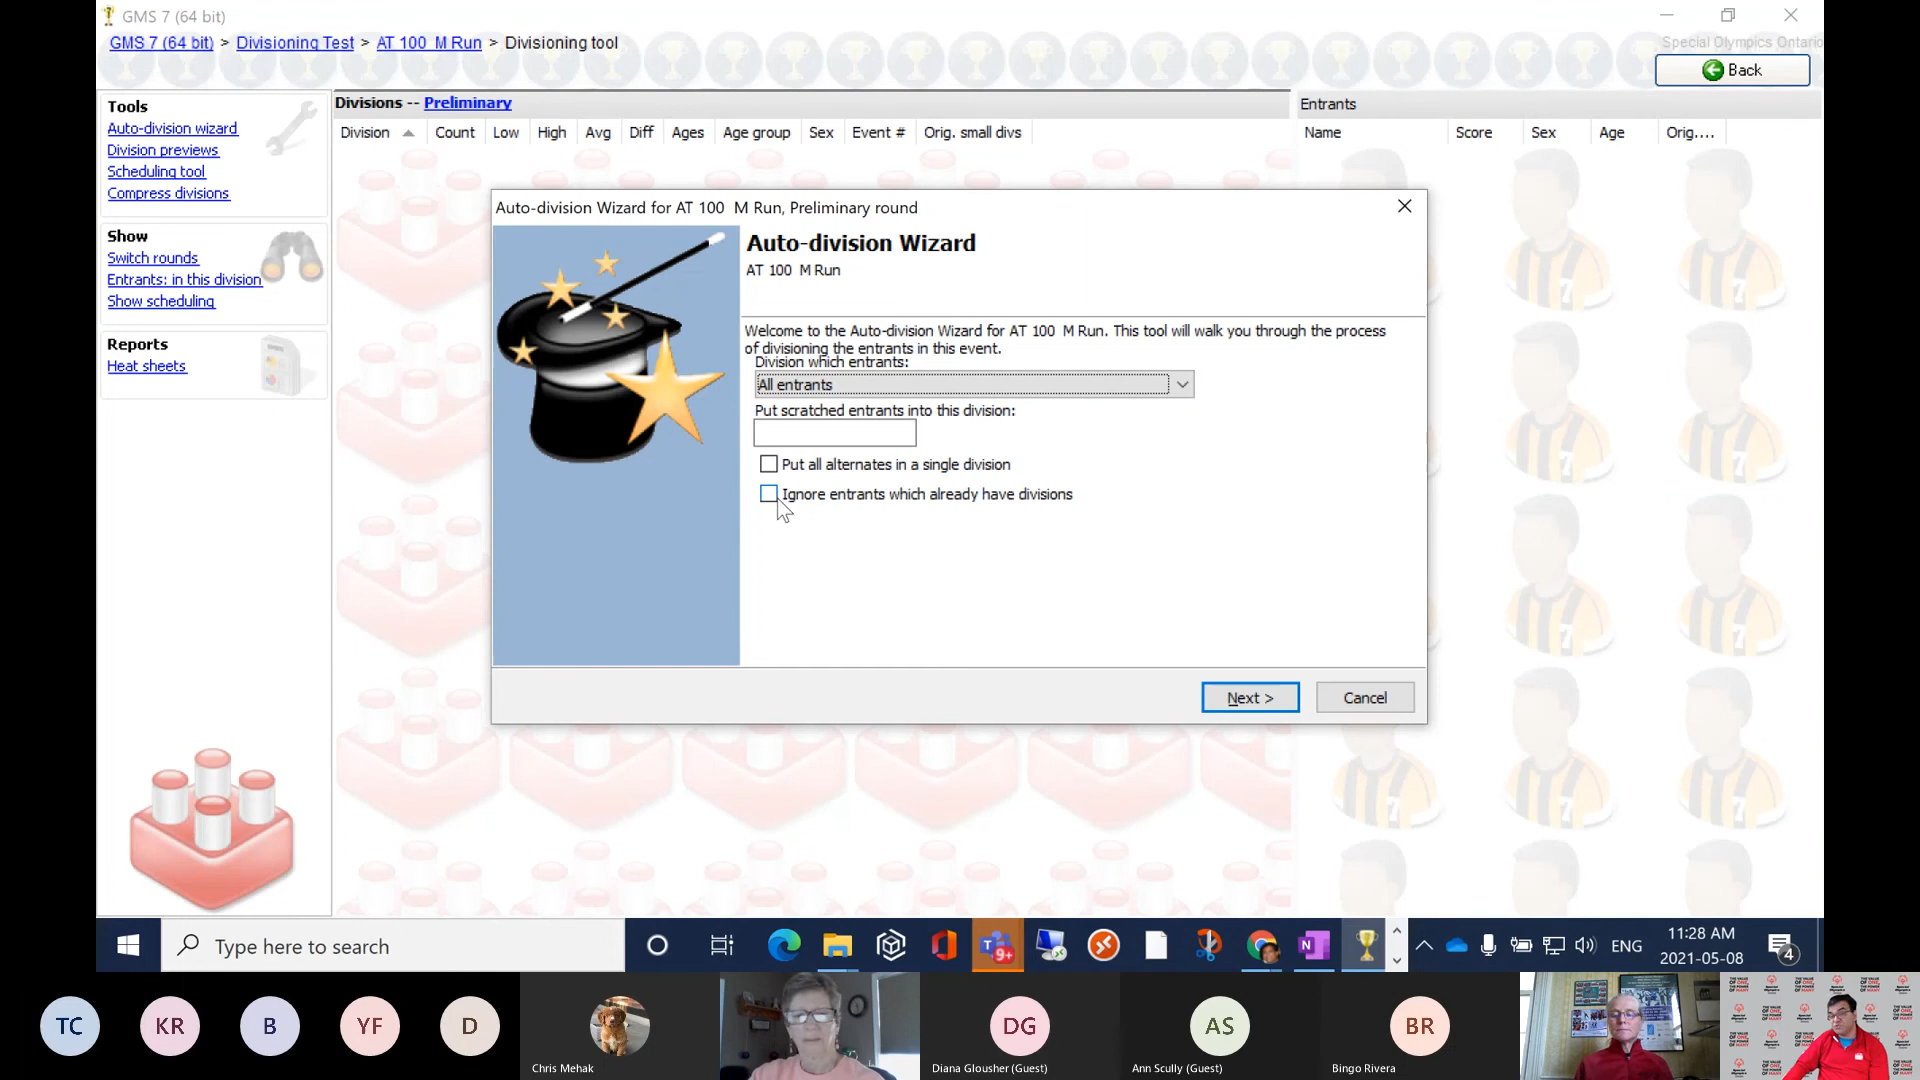 GMS 7 (64 bit)
GMS 7 (64 bit) > Divisioning Test > AT 100 M Run > Divisioning tool
Special Olympics Ontario
Back
Tools
Auto-division wizard
Division previews
Scheduling tool
Compress divisions
Show
Switch rounds
Entrants: in this division
Show scheduling
Reports
Heat sheets
Divisions -- Preliminary
Division Count Low High Avg Diff Ages Age group Sex Event # Orig. small divs
Entrants
Name Score Sex Age Orig....
Auto-division Wizard for AT 100 M Run, Preliminary round
Auto-division Wizard
AT 100 M Run
Welcome to the Auto-division Wizard for AT 100 M Run. This tool will walk you through the process
of divisioning the entrants in this event.
Division which entrants:
All entrants
Put scratched entrants into this division:
Put all alternates in a single division
Ignore entrants which already have divisions
Next >
Cancel
Type here to search
9+
ENG
11:28 AM
2021-05-08
4
TC
KR
B
YF
D
Chris Mehak
DG
Diana Glousher (Guest)
AS
Ann Scully (Guest)
BR
Bingo Rivera